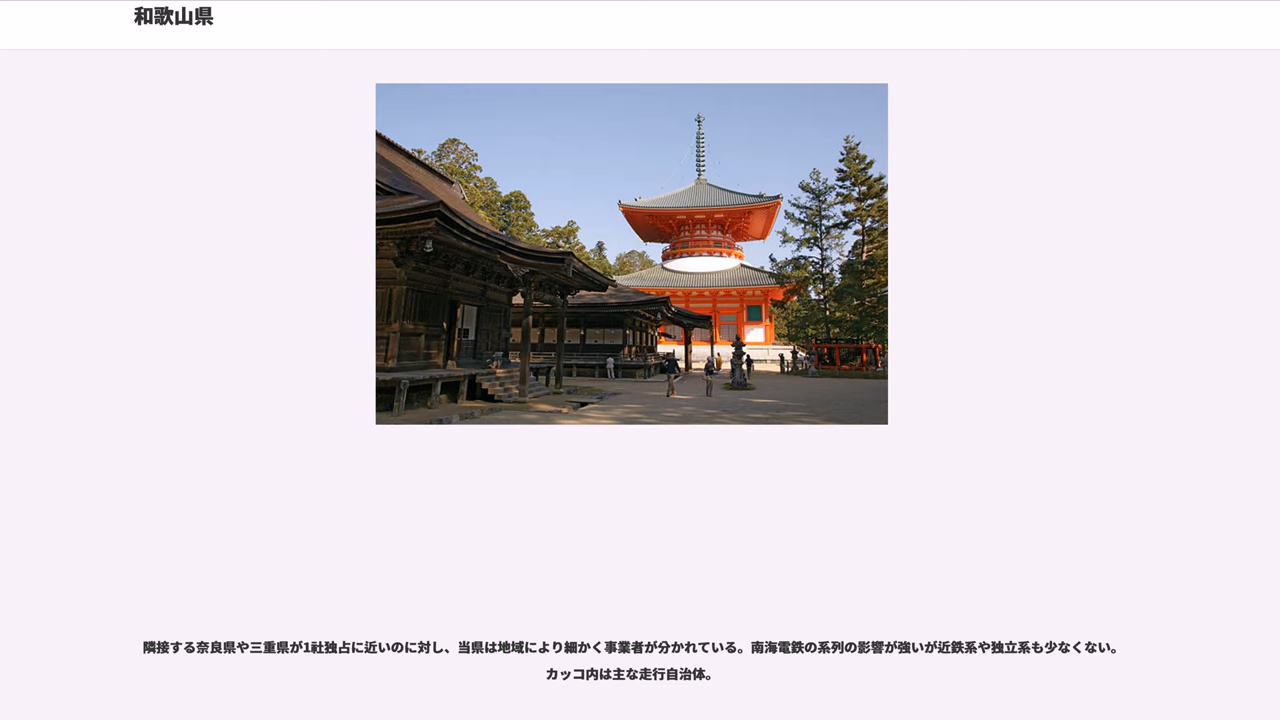 和歌山県
隣接する奈良県や三重県が1社独占に近いのに対し、当県は地域により細かく事業者が分かれている。南海電鉄の系列の影響が強いが近鉄系や独立系も少なくない。
カッコ内は主な走行自治体。